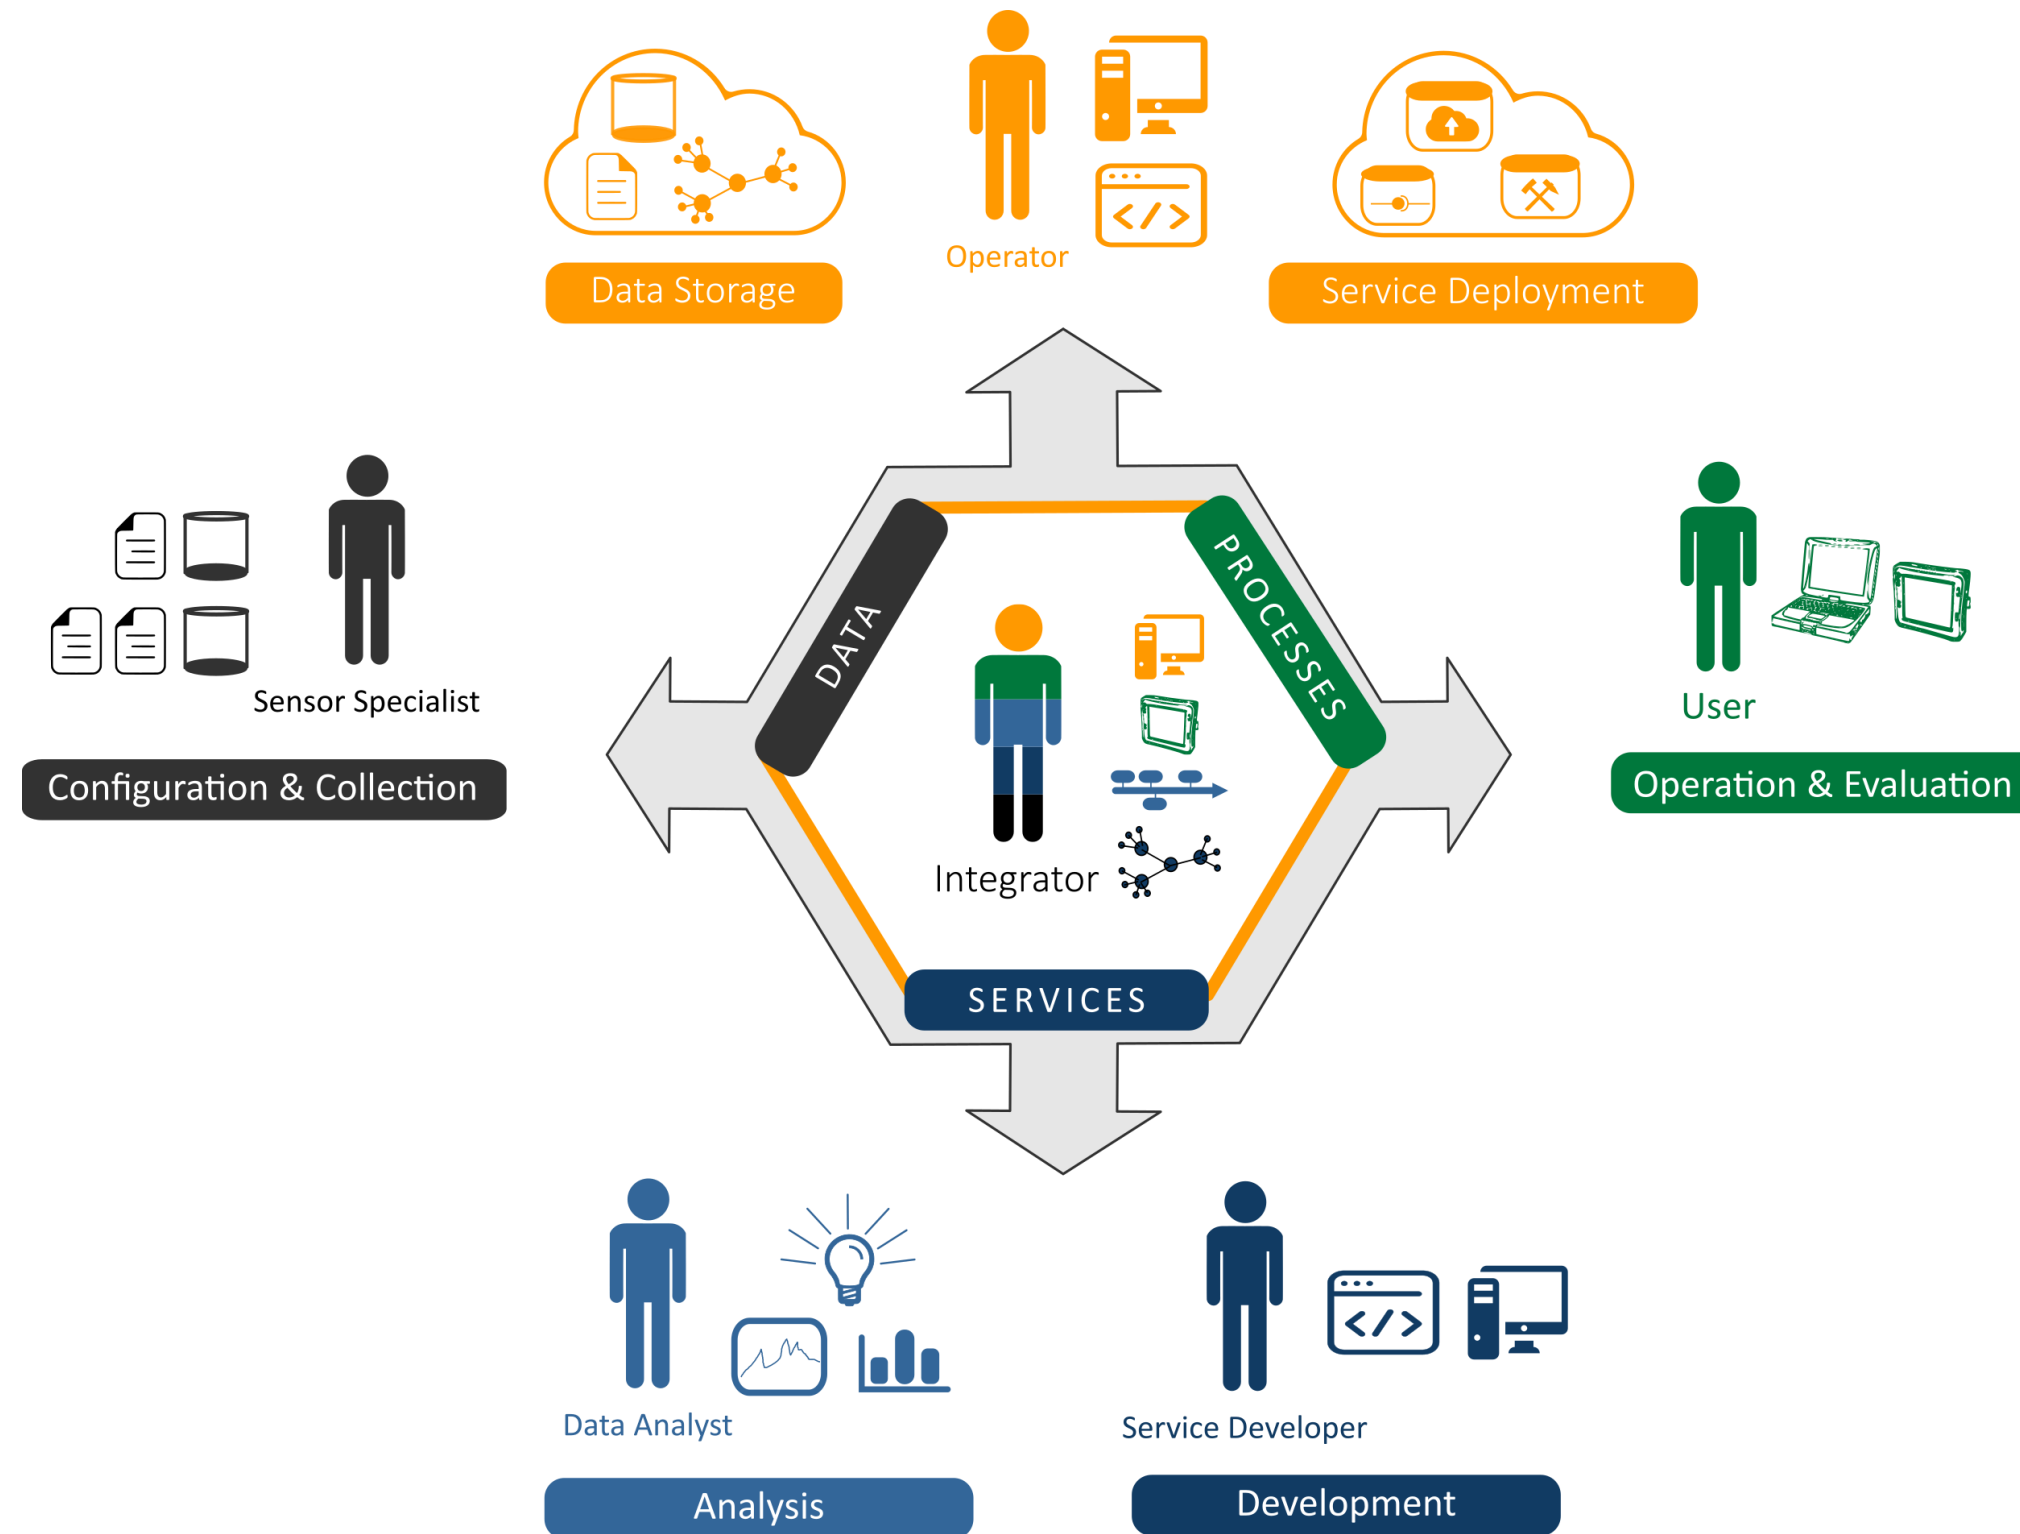 Operator
Data Storage
Service Deployment
DATA
PROCESSES
Sensor Specialist
Configuration & Collection
User
Operation & Evaluation
Integrator
SERVICES
</>
</>
Data Analyst
Service Developer
Analysis
Development